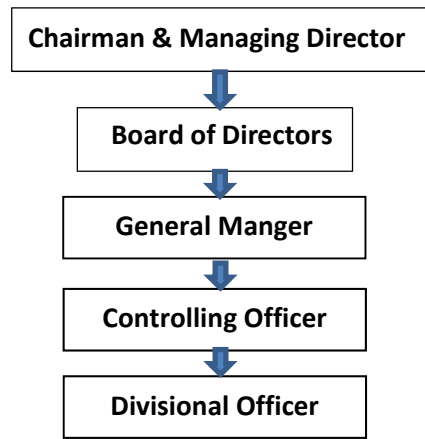 Chairman & Managing Director
Board of Directors
General Manger
Controlling Officer
Divisional Officer